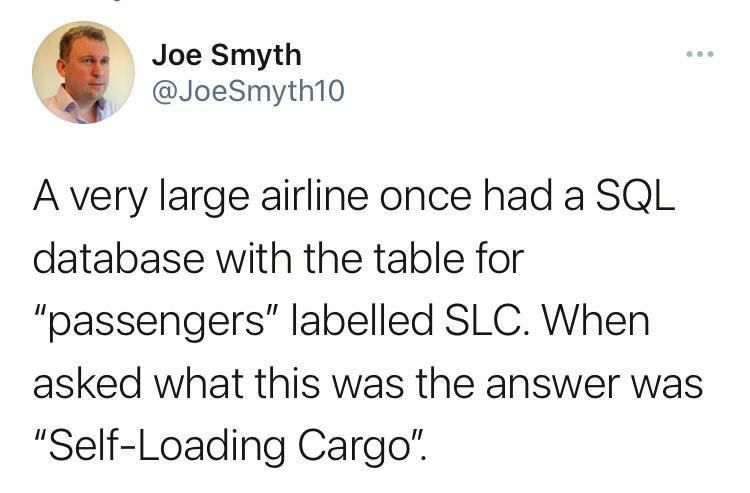 Joe Smyth
@JoeSmyth10
A very large airline once had a SQL
database with the table for
“passengers” labelled SLC. When
asked what this was the answer was
“Self-Loading Cargo”.